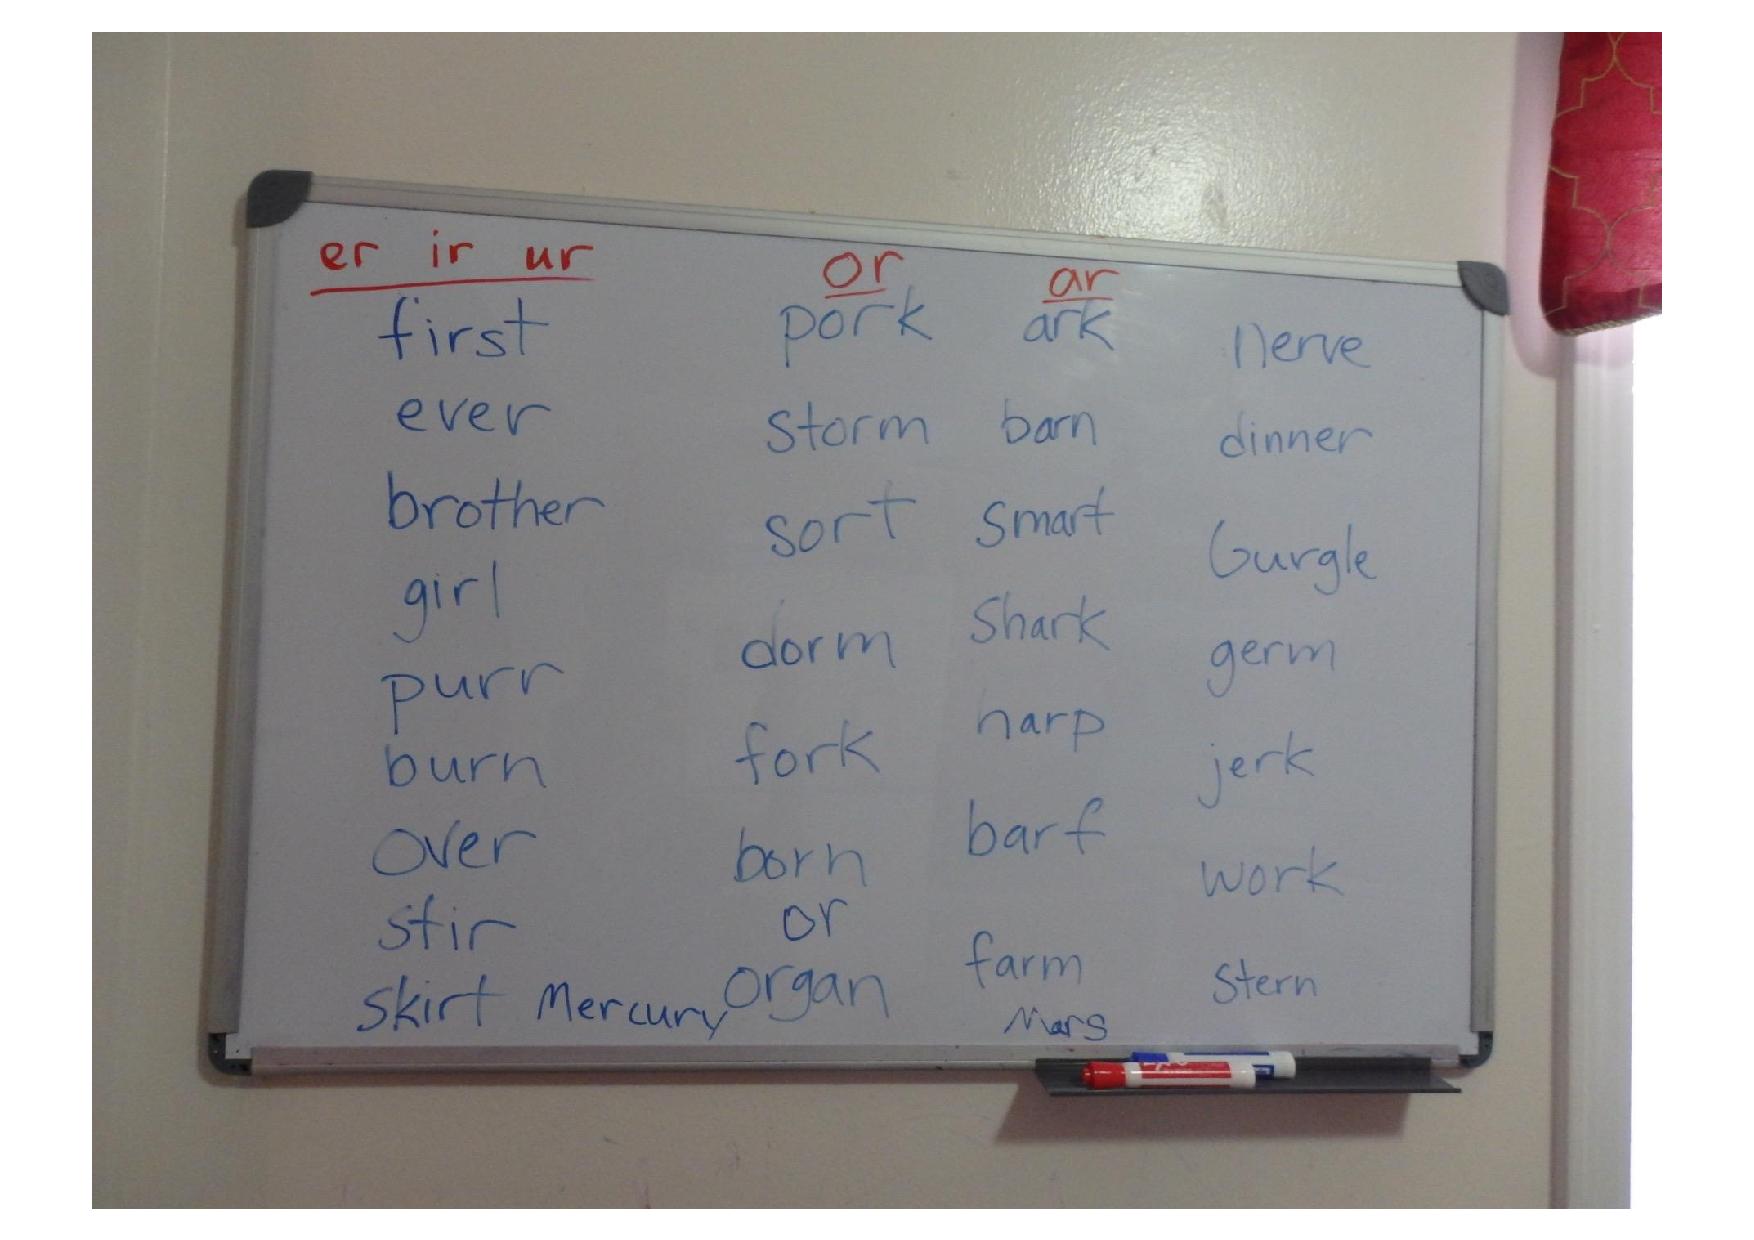 er ir ur
first
ever
brother
girl
purr
burn
over
stir
skirt Mercury
or
pork
storm
sort
dorm
fork
born
or
organ
ar
ark
barn
smart
Shark
harp
barf
farm
Mars
nerve
dinner
Gurgle
germ
jerk
work
stern